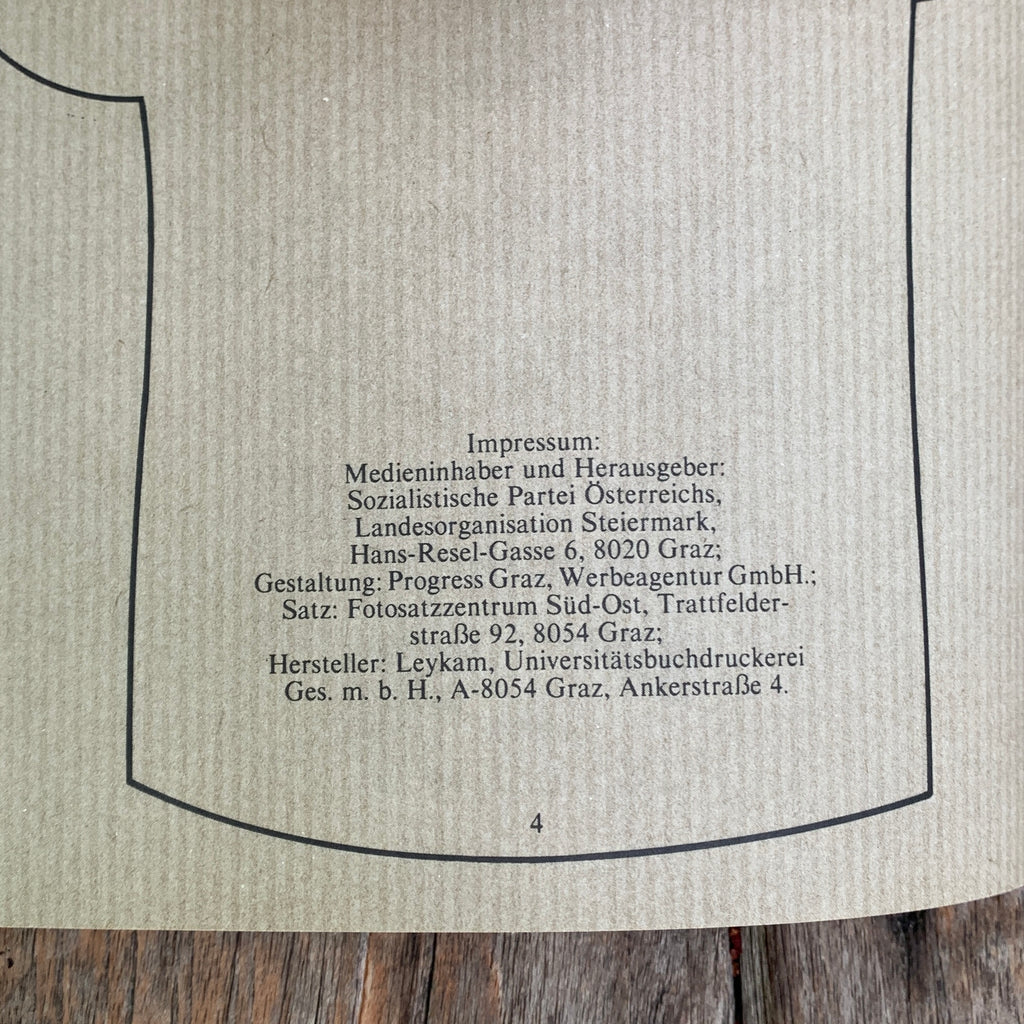 Impressum:
Medieninhaber und Herausgeber:
Sozialistische Partei Österreichs,
Landesorganisation Steiermark,
Hans-Resel-Gasse 6, 8020 Graz;
Gestaltung: Progress Graz, Werbeagentur GmbH.;
Satz: Fotosatzzentrum Süd-Ost, Trattfelder-
straße 92, 8054 Graz;
Hersteller: Leykam, Universitätsbuchdruckerei
Ges. m. b. H., A-8054 Graz, Ankerstraße 4.
4